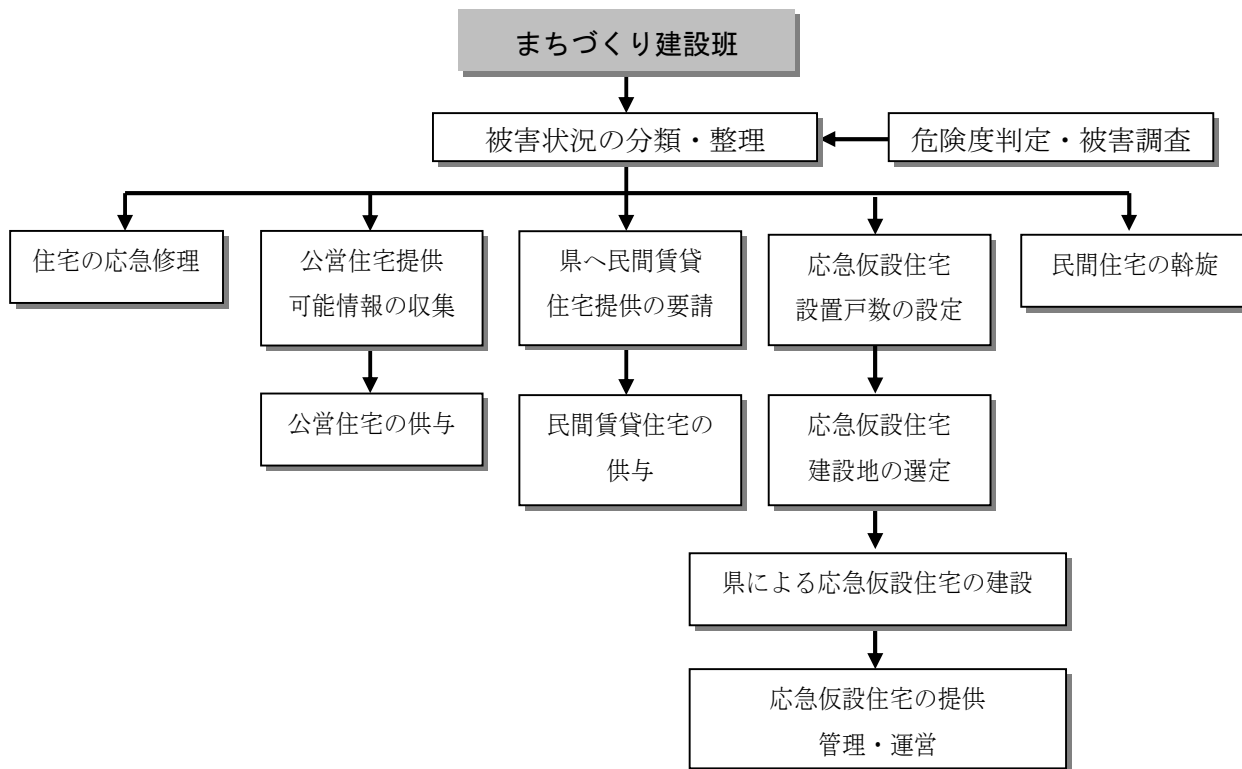 まちづくり建設班
被害状況の分類・整理
危険度判定・被害調査
住宅の応急修理
公営住宅提供
可能情報の収集
県へ民間賃貸
住宅提供の要請
応急仮設住宅
設置戸数の設定
民間住宅の斡旋
公営住宅の供与
民間賃貸住宅の
供与
応急仮設住宅
建設地の選定
県による応急仮設住宅の建設
応急仮設住宅の提供
管理・運営